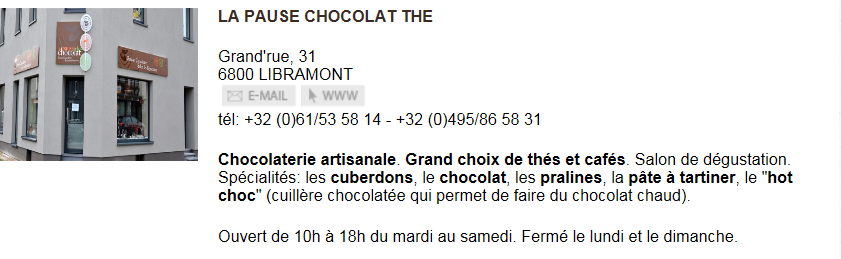 LA PAUSE CHOCOLAT THE
Grand'rue, 31
6800 LIBRAMONT
E-MAIL WWW
tél: +32 (0)61/53 58 14 - +32 (0)495/86 58 31
Chocolaterie artisanale. Grand choix de thés et cafés. Salon de dégustation.
Spécialités: les cuberdons, le chocolat, les pralines, la pâte à tartiner, le "hot
choc" (cuillère chocolatée qui permet de faire du chocolat chaud).
Ouvert de 10h à 18h du mardi au samedi. Fermé le lundi et le dimanche.